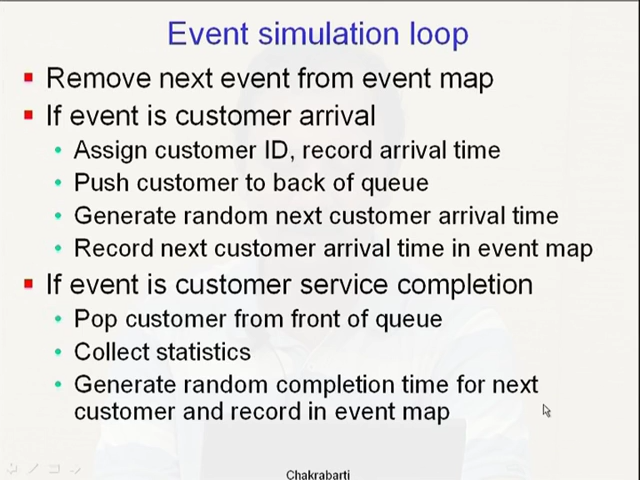 Event simulation loop
Remove next event from event map
If event is customer arrival
Assign customer ID, record arrival time
Push customer to back of queue
Generate random next customer arrival time
Record next customer arrival time in event map
If event is customer service completion
Pop customer from front of queue
Collect statistics
Generate random completion time for next
customer and record in event map
Chakrabarti